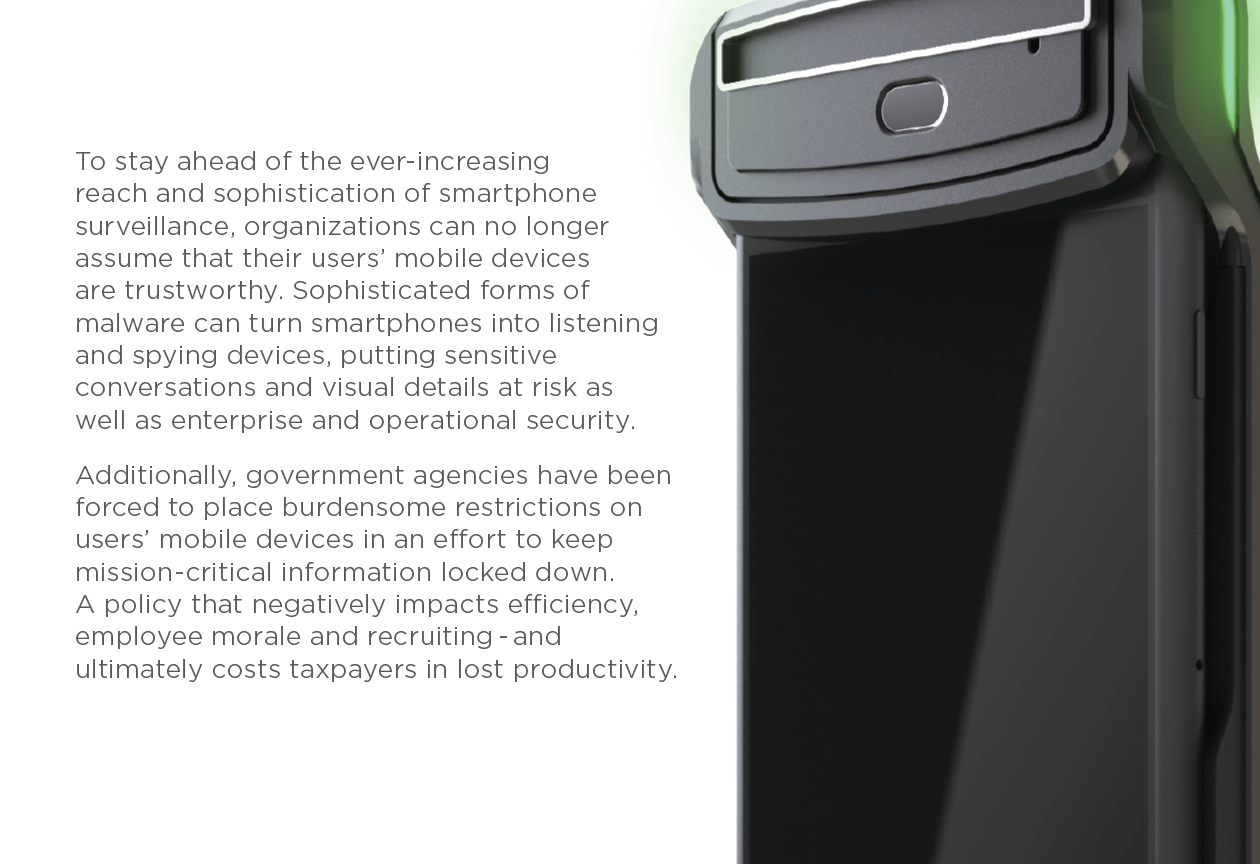 To stay ahead of the ever-increasing
reach and sophistication of smartphone
surveillance, organizations can no longer
assume that their users’ mobile devices
are trustworthy. Sophisticated forms of
malware can turn smartphones into listening
and spying devices, putting sensitive
conversations and visual details at risk as
well as enterprise and operational security.
Additionally, government agencies have been
forced to place burdensome restrictions on
users’ mobile devices in an effort to keep
mission-critical information locked down.
A policy that negatively impacts efficiency,
employee morale and recruiting - and
ultimately costs taxpayers in lost productivity.